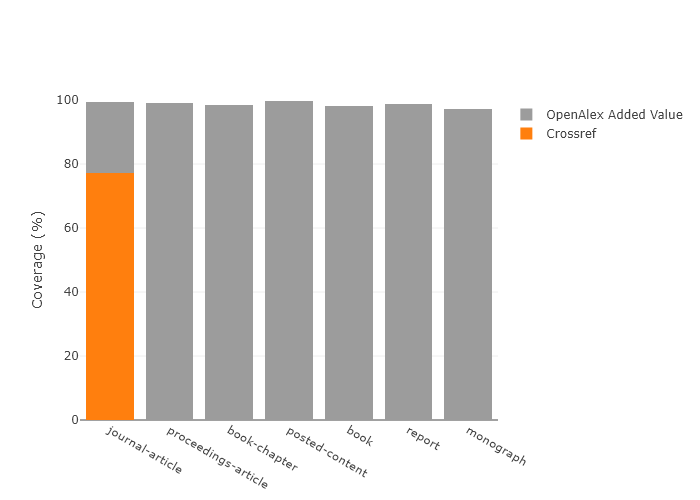 100
80
60
40
20
0
Coverage (%)
journal-article
proceedings-article
book-chapter
posted-content
book
report
monograph
OpenAlex Added Value
Crossref